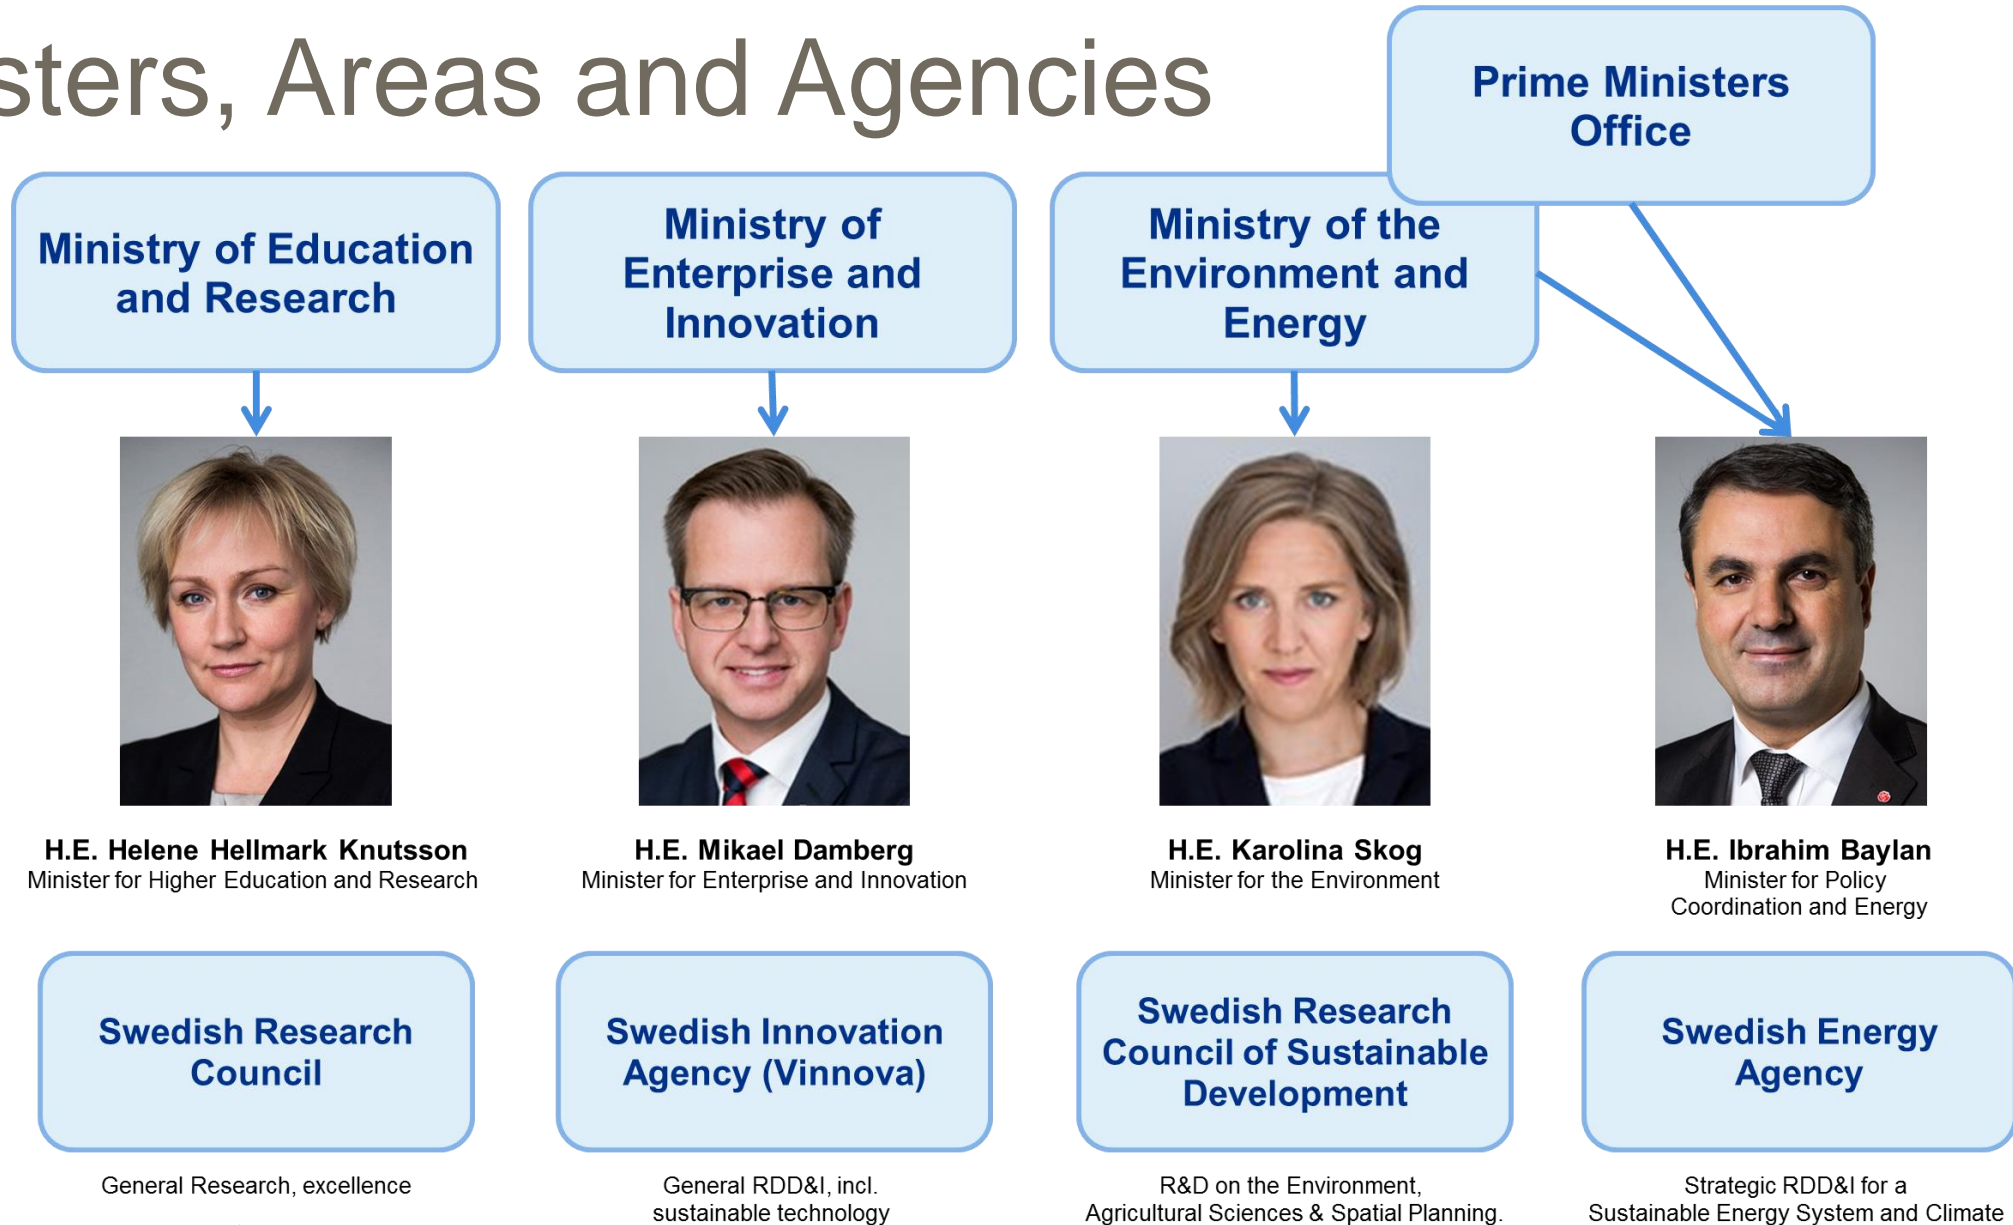 Areas and Agencies
Prime Ministers
Office
Ministry of Education
and Research
Ministry of
Enterprise and
Innovation
Ministry of the
Environment and
Energy
H.E. Helene Hellmark Knutsson
Minister for Higher Education and Research
H.E. Mikael Damberg
Minister for Enterprise and Innovation
H.E. Karolina Skog
Minister for the Environment
H.E. Ibrahim Baylan
Minister for Policy
Coordination and Energy
Swedish Research
Council
Swedish Innovation
Agency (Vinnova)
Swedish Research
Council of Sustainable
Development
Swedish Energy
Agency
General Research, excellence
General RDD&I, incl.
sustainable technology
R&D on the Environment,
Agricultural Sciences & Spatial Planning.
Strategic RDD&I for a
Sustainable Energy System and Climate